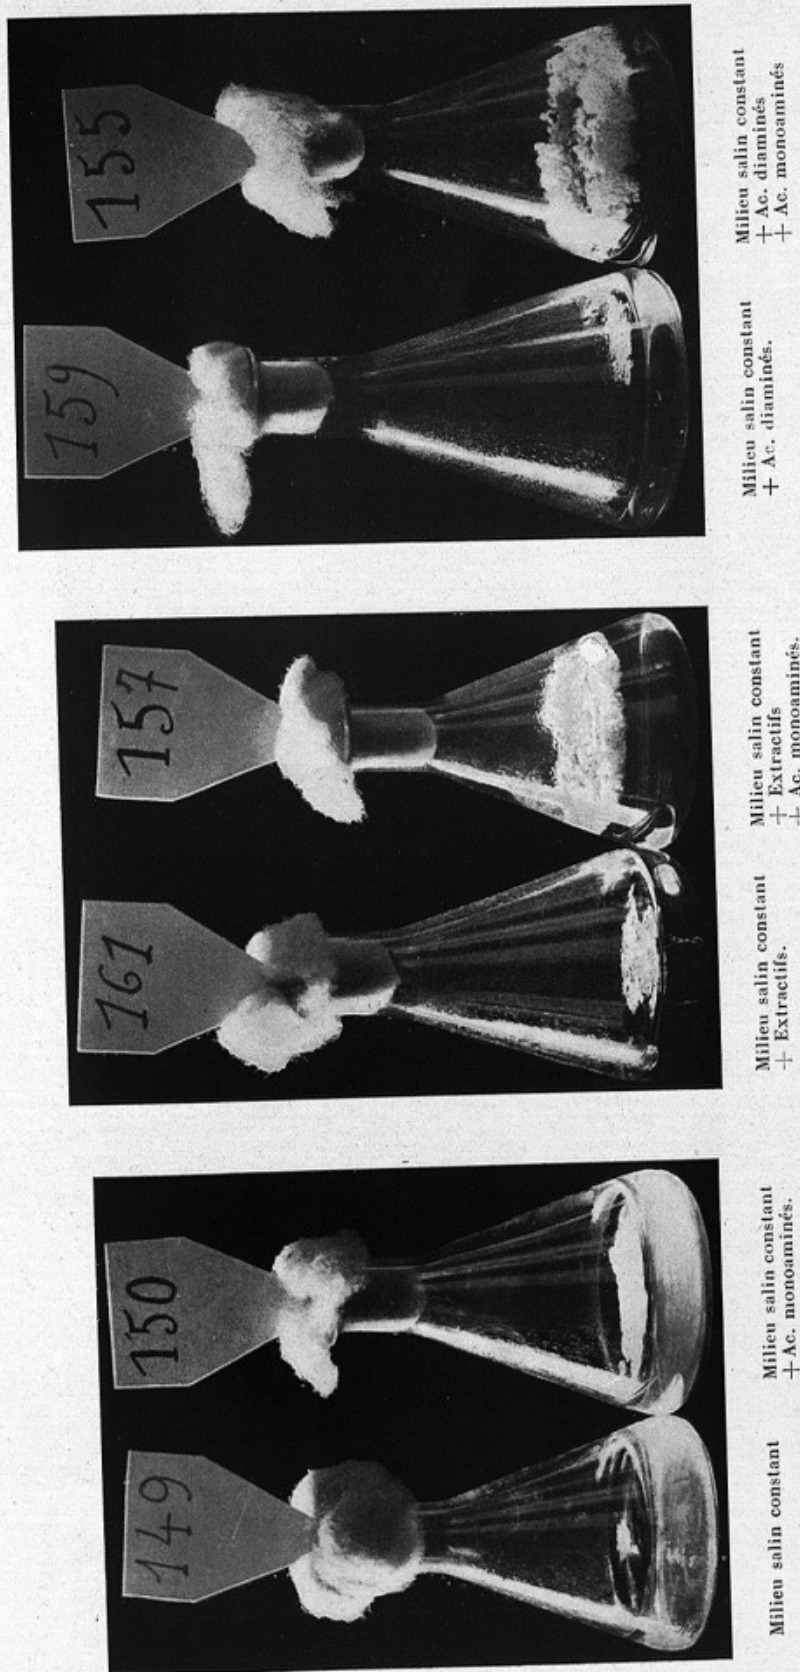 149
150
161
157
159
155
Milieu salin constant
Milieu salin constant
+ Ac. monoaminés.
Milieu salin constant
+ Extractifs.
Milieu salin constant
+ Extractifs
+ Ac. monoaminés.
Milieu salin constant
+ Ac. diaminés.
Milieu salin constant
+ Ac. diaminés
+ Ac. monoaminés